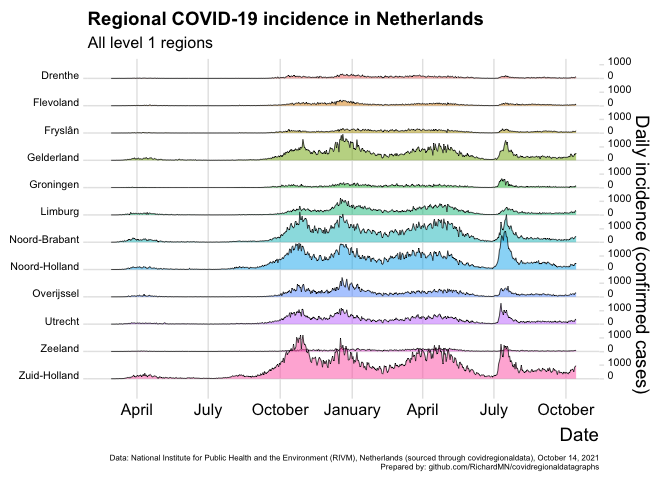 Regional COVID-19 incidence in Netherlands
All level 1 regions
Drenthe
Flevoland
Fryslân
Gelderland
Groningen
Limburg
Noord-Brabant
Noord-Holland
Overijssel
Utrecht
Zeeland
Zuid-Holland
1000
0
1000
0
1000
0
1000
0
1000
0
1000
0
1000
0
1000
0
1000
0
1000
0
1000
0
1000
0
Daily incidence (confirmed cases)
April July October January April July October
Date
Data: National Institute for Public Health and the Environment (RIVM), Netherlands (sourced through covidregionaldata), October 14, 2021
Prepared by: github.com/RichardMN/covidregionaldatagraphs